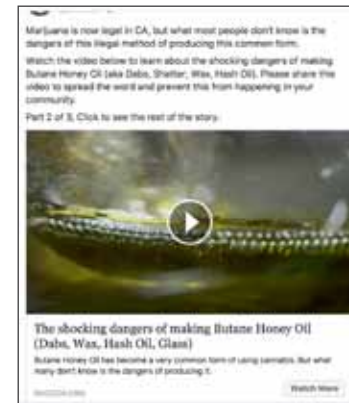 Marijuana is now legal in CA, but what most people don't know is the
dangers of this illegal method of producing this common form.
Watch the video below to learn about the shocking dangers of making
Butane Honey Oil (aka Dabs, Shatter, Wax, Hash Oil). Please share this
video to spread the word and prevent this from happening in your
community.
Part 2 of 3, Click to see the rest of the story.
The shocking dangers of making Butane Honey Oil
(Dabs, Wax, Hash Oil, Glass)
Butane Honey Oil has become a very common form of using cannabis. But what
many don't know is the dangers of producing it.
Watch More